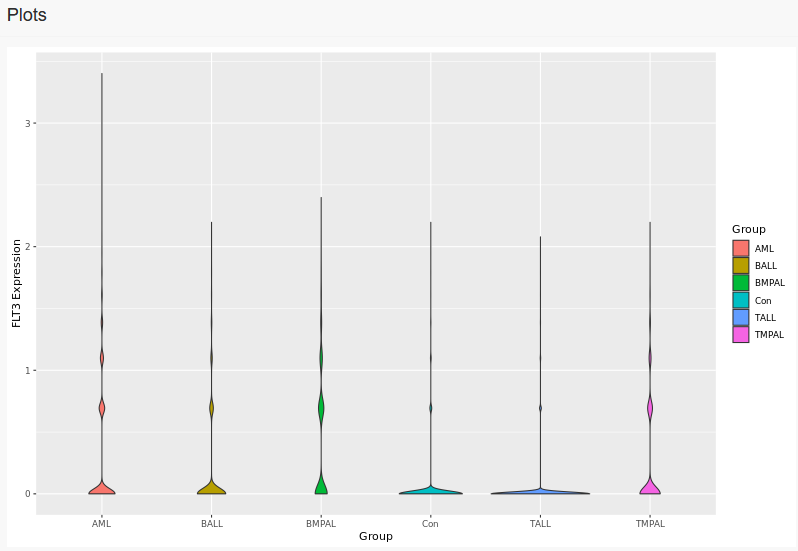 Plots
3
2
1
0
FLT3 Expression
AML
BALL
BMPAL
Con
TALL
TMPAL
Group
Group
AML
BALL
BMPAL
Con
TALL
TMPAL